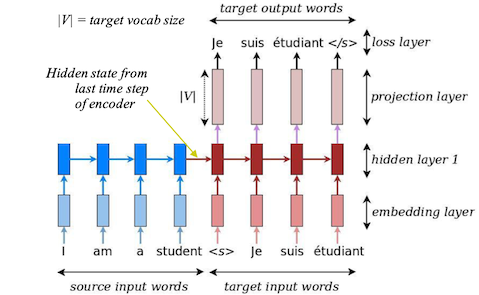 |V| = target vocab size
target output words
Je suis étudiant </s>
loss layer
Hidden state from
last time step
of encoder
|V|
projection layer
hidden layer 1
embedding layer
I am a student <s> Je suis étudiant
source input words
target input words